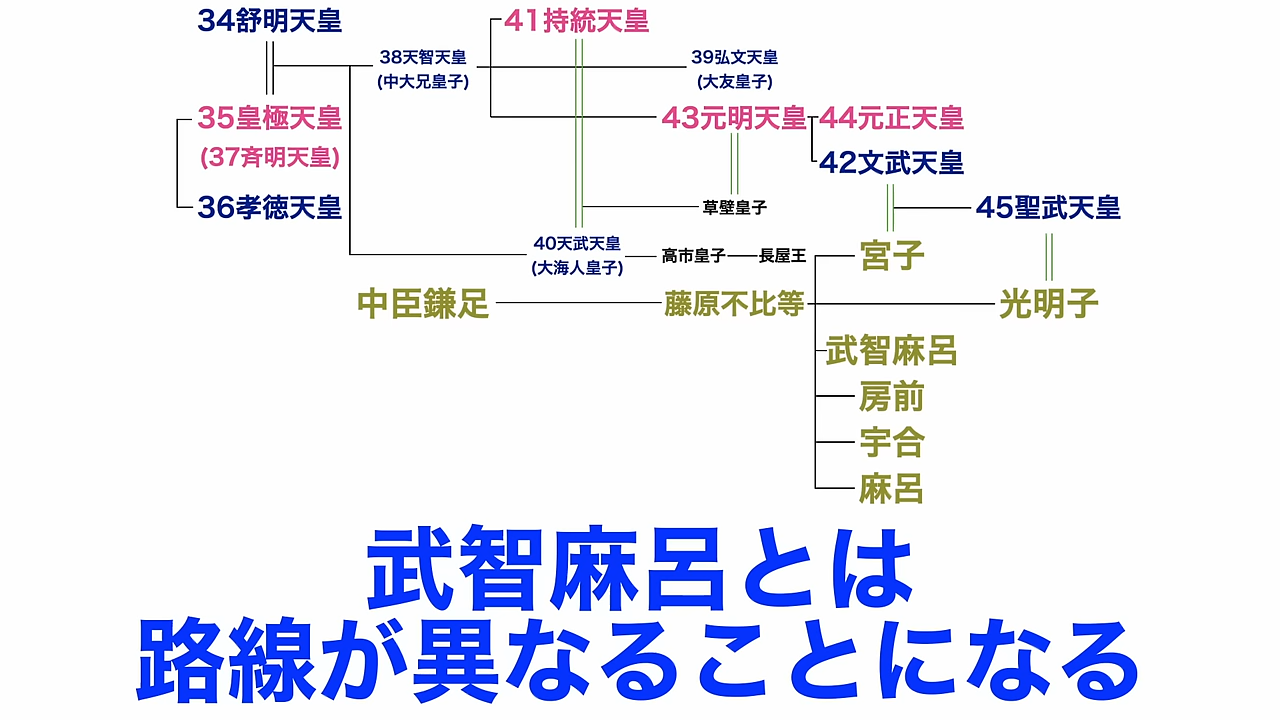 34舒明天皇
41持統天皇
38天智天皇
(中大兄皇子)
39弘文天皇
(大友皇子)
35皇極天皇
(37斉明天皇)
43元明天皇
44元正天皇
42文武天皇
36孝徳天皇
草壁皇子
45聖武天皇
40天武天皇
(大海人皇子)
高市皇子
長屋王
宮子
中臣鎌足
藤原不比等
光明子
武智麻呂
房前
宇合
麻呂
武智麻呂とは
路線が異なることになる